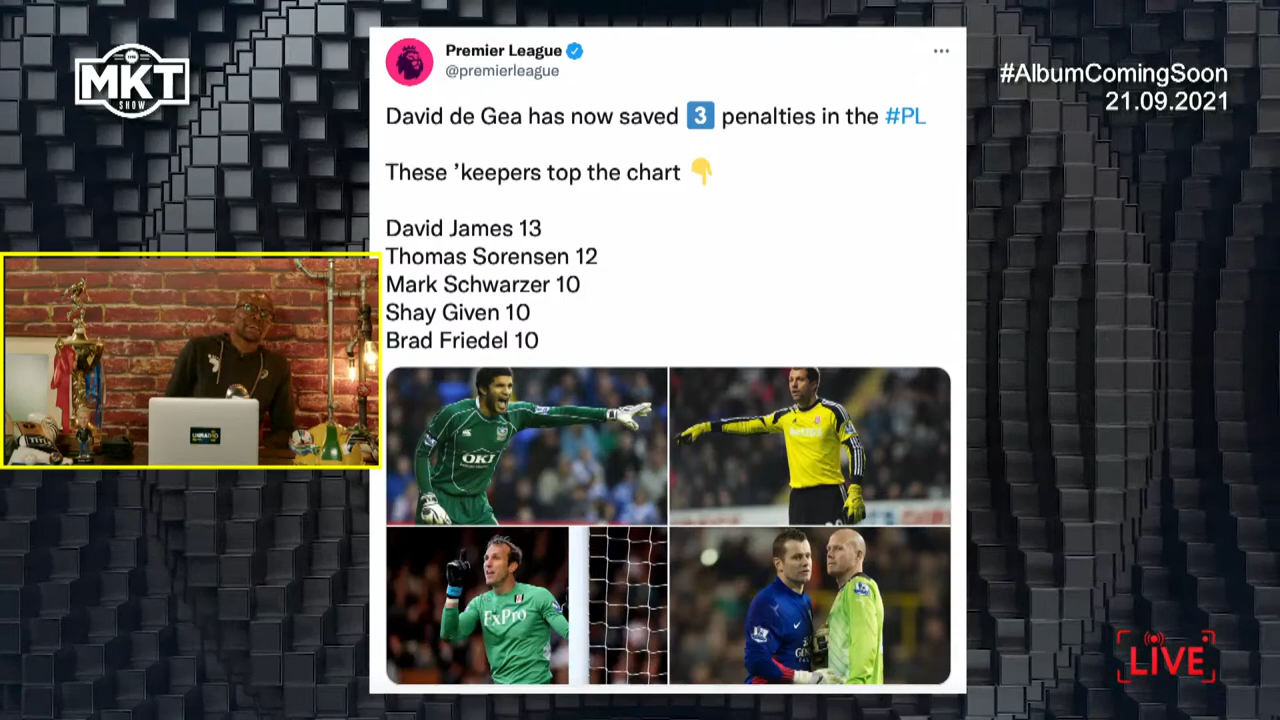 THE
MKT
SHOW
Premier League
@premierleague
#AlbumComingSoon
21.09.2021
David de Gea has now saved 3 penalties in the #PL
These ’keepers top the chart 👇
David James 13
Thomas Sorensen 12
Mark Schwarzer 10
Shay Given 10
Brad Friedel 10
OKI
FxPro
LIVE